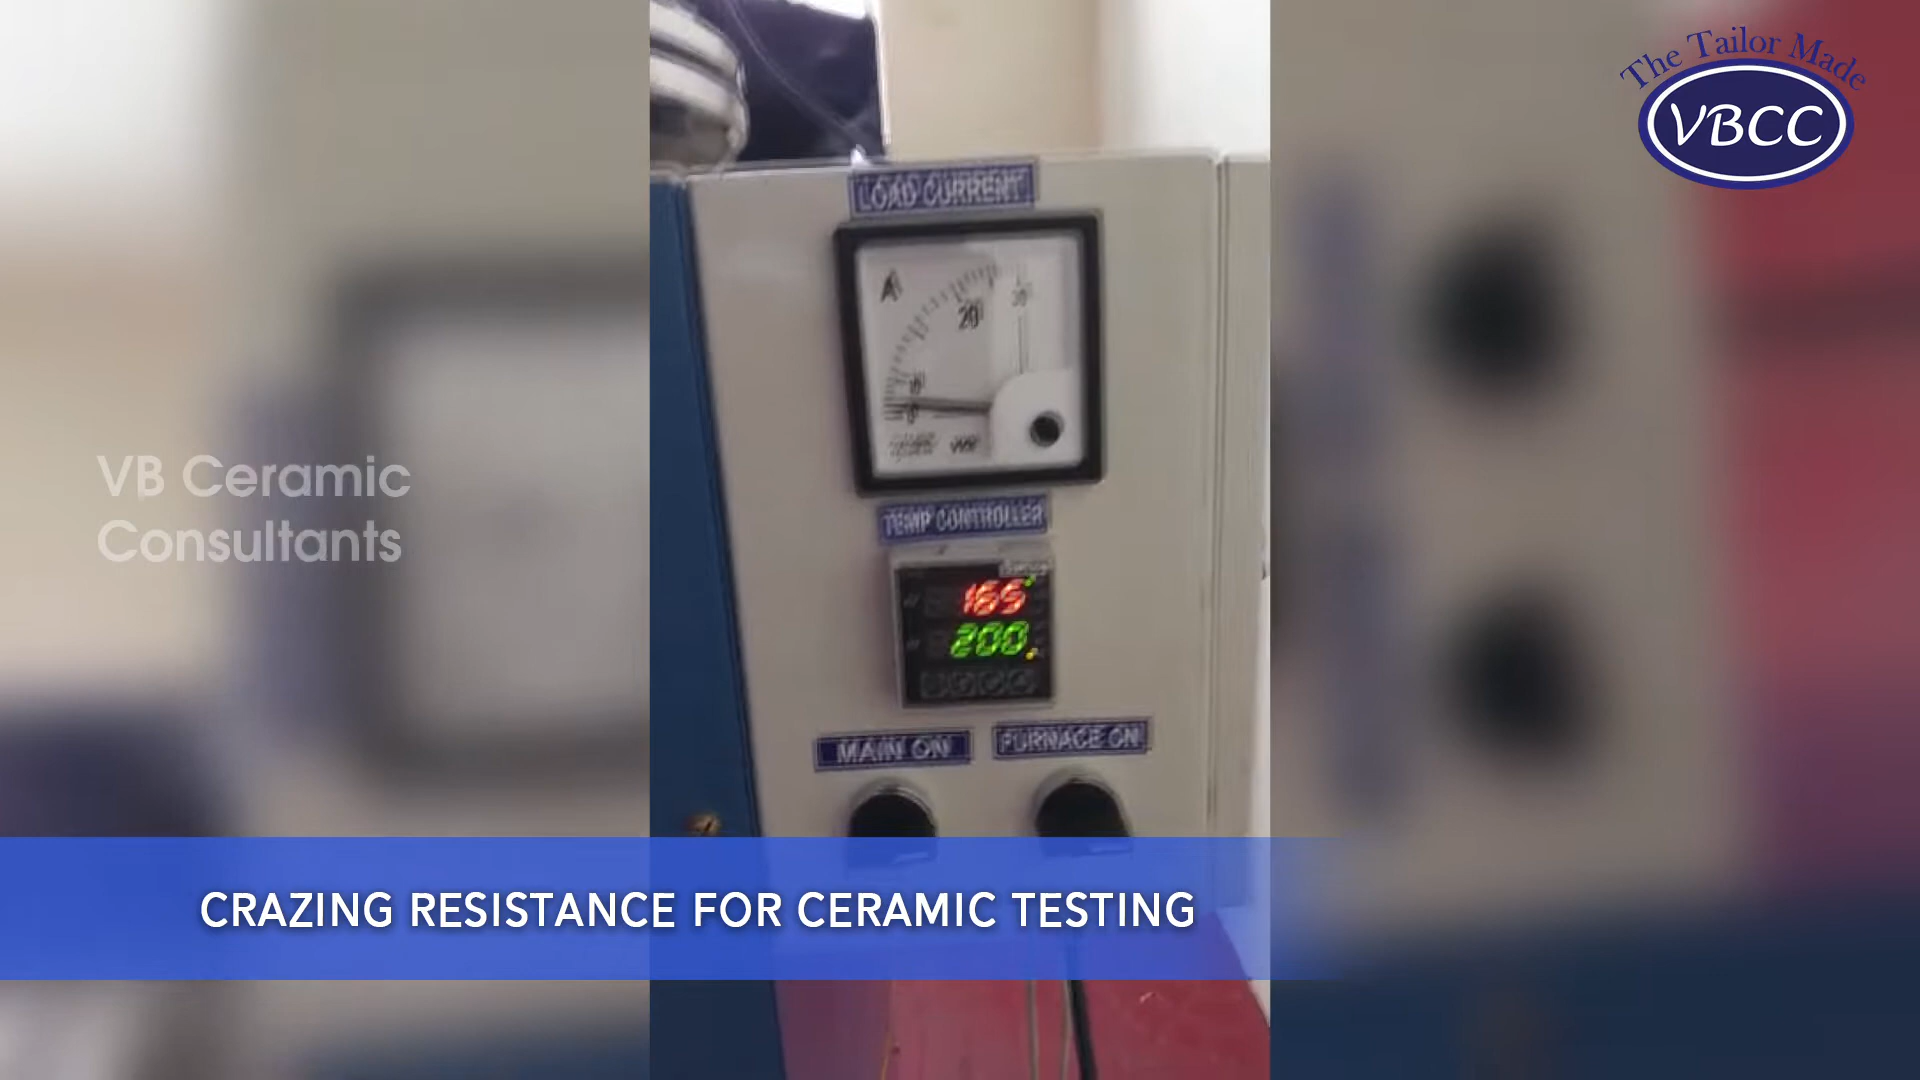 The Tailor Made
VBCC
LOAD CURRENT
A
20
30
10
0
TEMP CONTROLLER
165
200
MAIN ON
FURNACE ON
VB Ceramic
Consultants
CRAZING RESISTANCE FOR CERAMIC TESTING